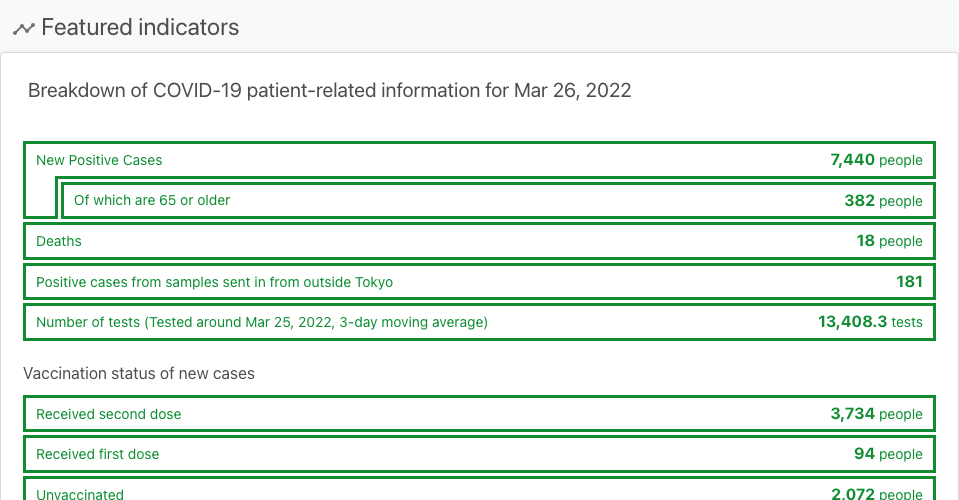 Featured indicators
Breakdown of COVID-19 patient-related information for Mar 26, 2022
New Positive Cases 7,440 people
Of which are 65 or older 382 people
Deaths 18 people
Positive cases from samples sent in from outside Tokyo 181
Number of tests (Tested around Mar 25, 2022, 3-day moving average) 13,408.3 tests
Vaccination status of new cases
Received second dose 3,734 people
Received first dose 94 people
Unvaccinated 2,072 people